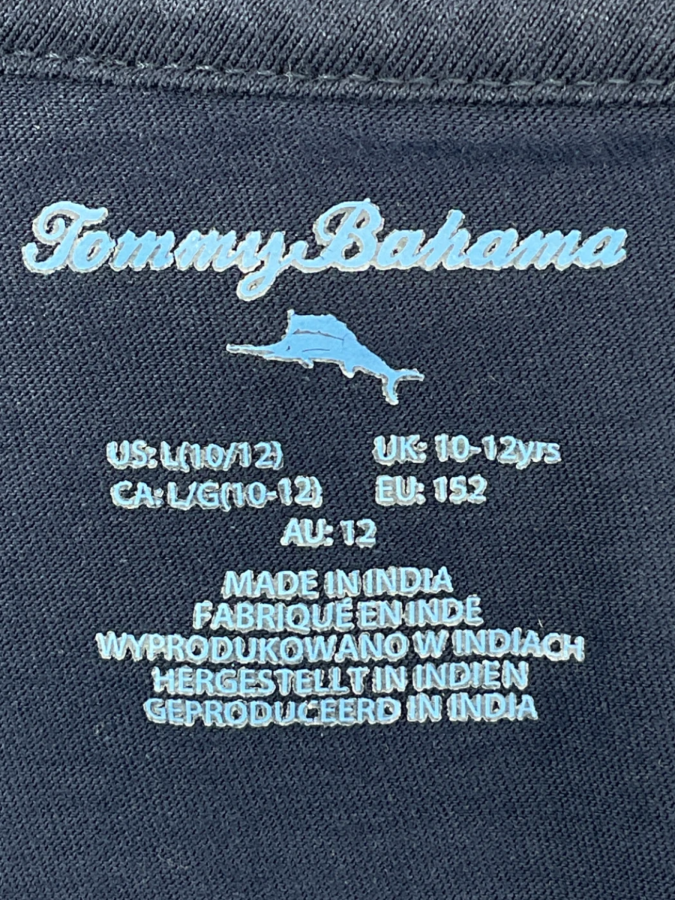 Tommy Bahama
US: L(10/12) UK: 10-12yrs
CA: L/G(10-12) EU: 152
AU: 12
MADE IN INDIA
FABRIQUÉ EN INDE
WYPRODUKOWANO W INDIACH
HERGESTELLT IN INDIEN
GEPRODUCEERD IN INDIA